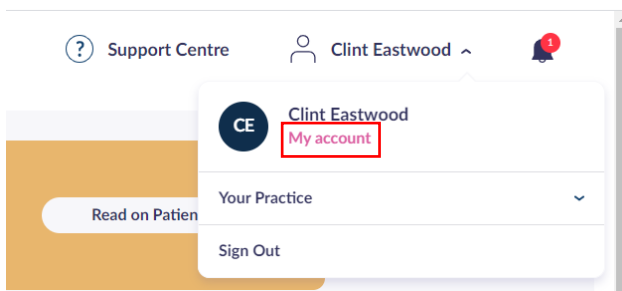 ? Support Centre
Clint Eastwood
1
CE
Clint Eastwood
My account
Your Practice
Read on Patien
Sign Out